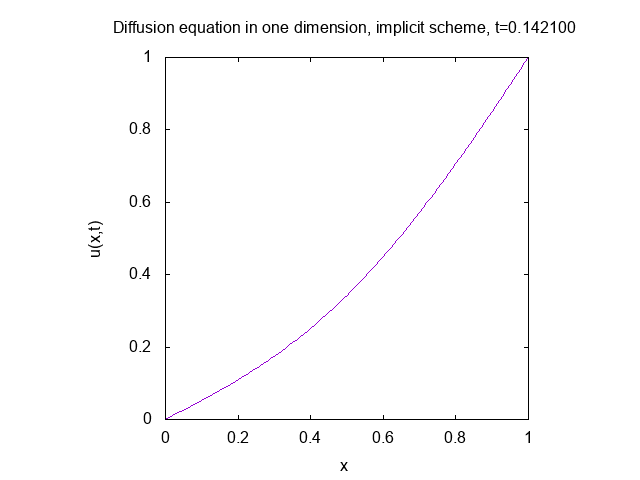 Diffusion equation in one dimension, implicit scheme, t=0.142100
1
0.8
0.6
0.4
0.2
0
u(x,t)
0 0.2 0.4 0.6 0.8 1
x